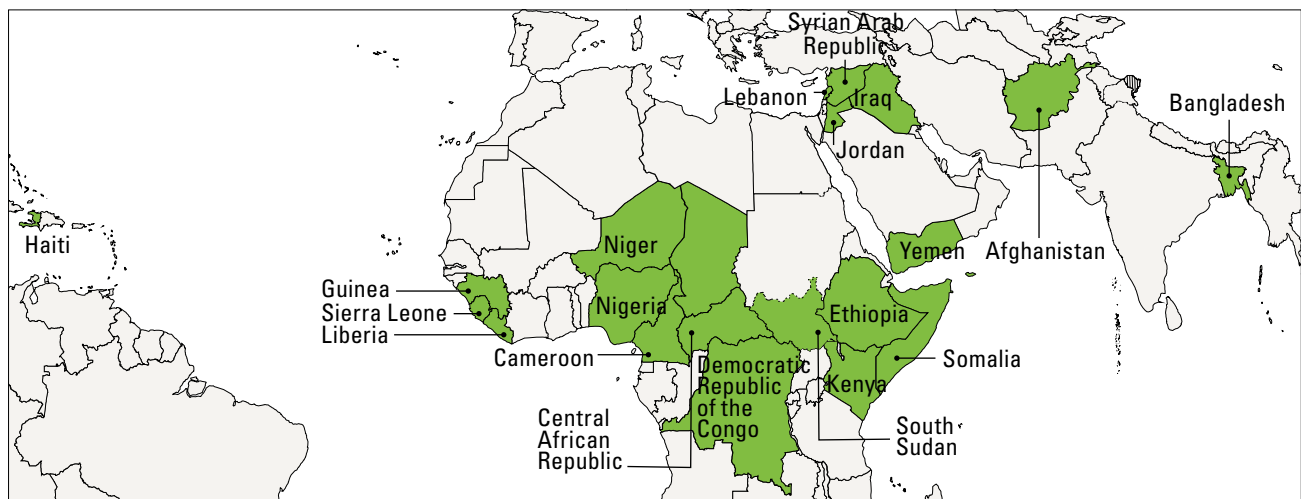 Syrian Arab
Republic
Lebanon
Iraq
Bangladesh
Jordan
Haiti
Niger
Yemen
Afghanistan
Guinea
Sierra Leone
Liberia
Nigeria
Ethiopia
Cameroon
Democratic
Republic
of the
Congo
Somalia
Kenya
Central
African
Republic
South
Sudan